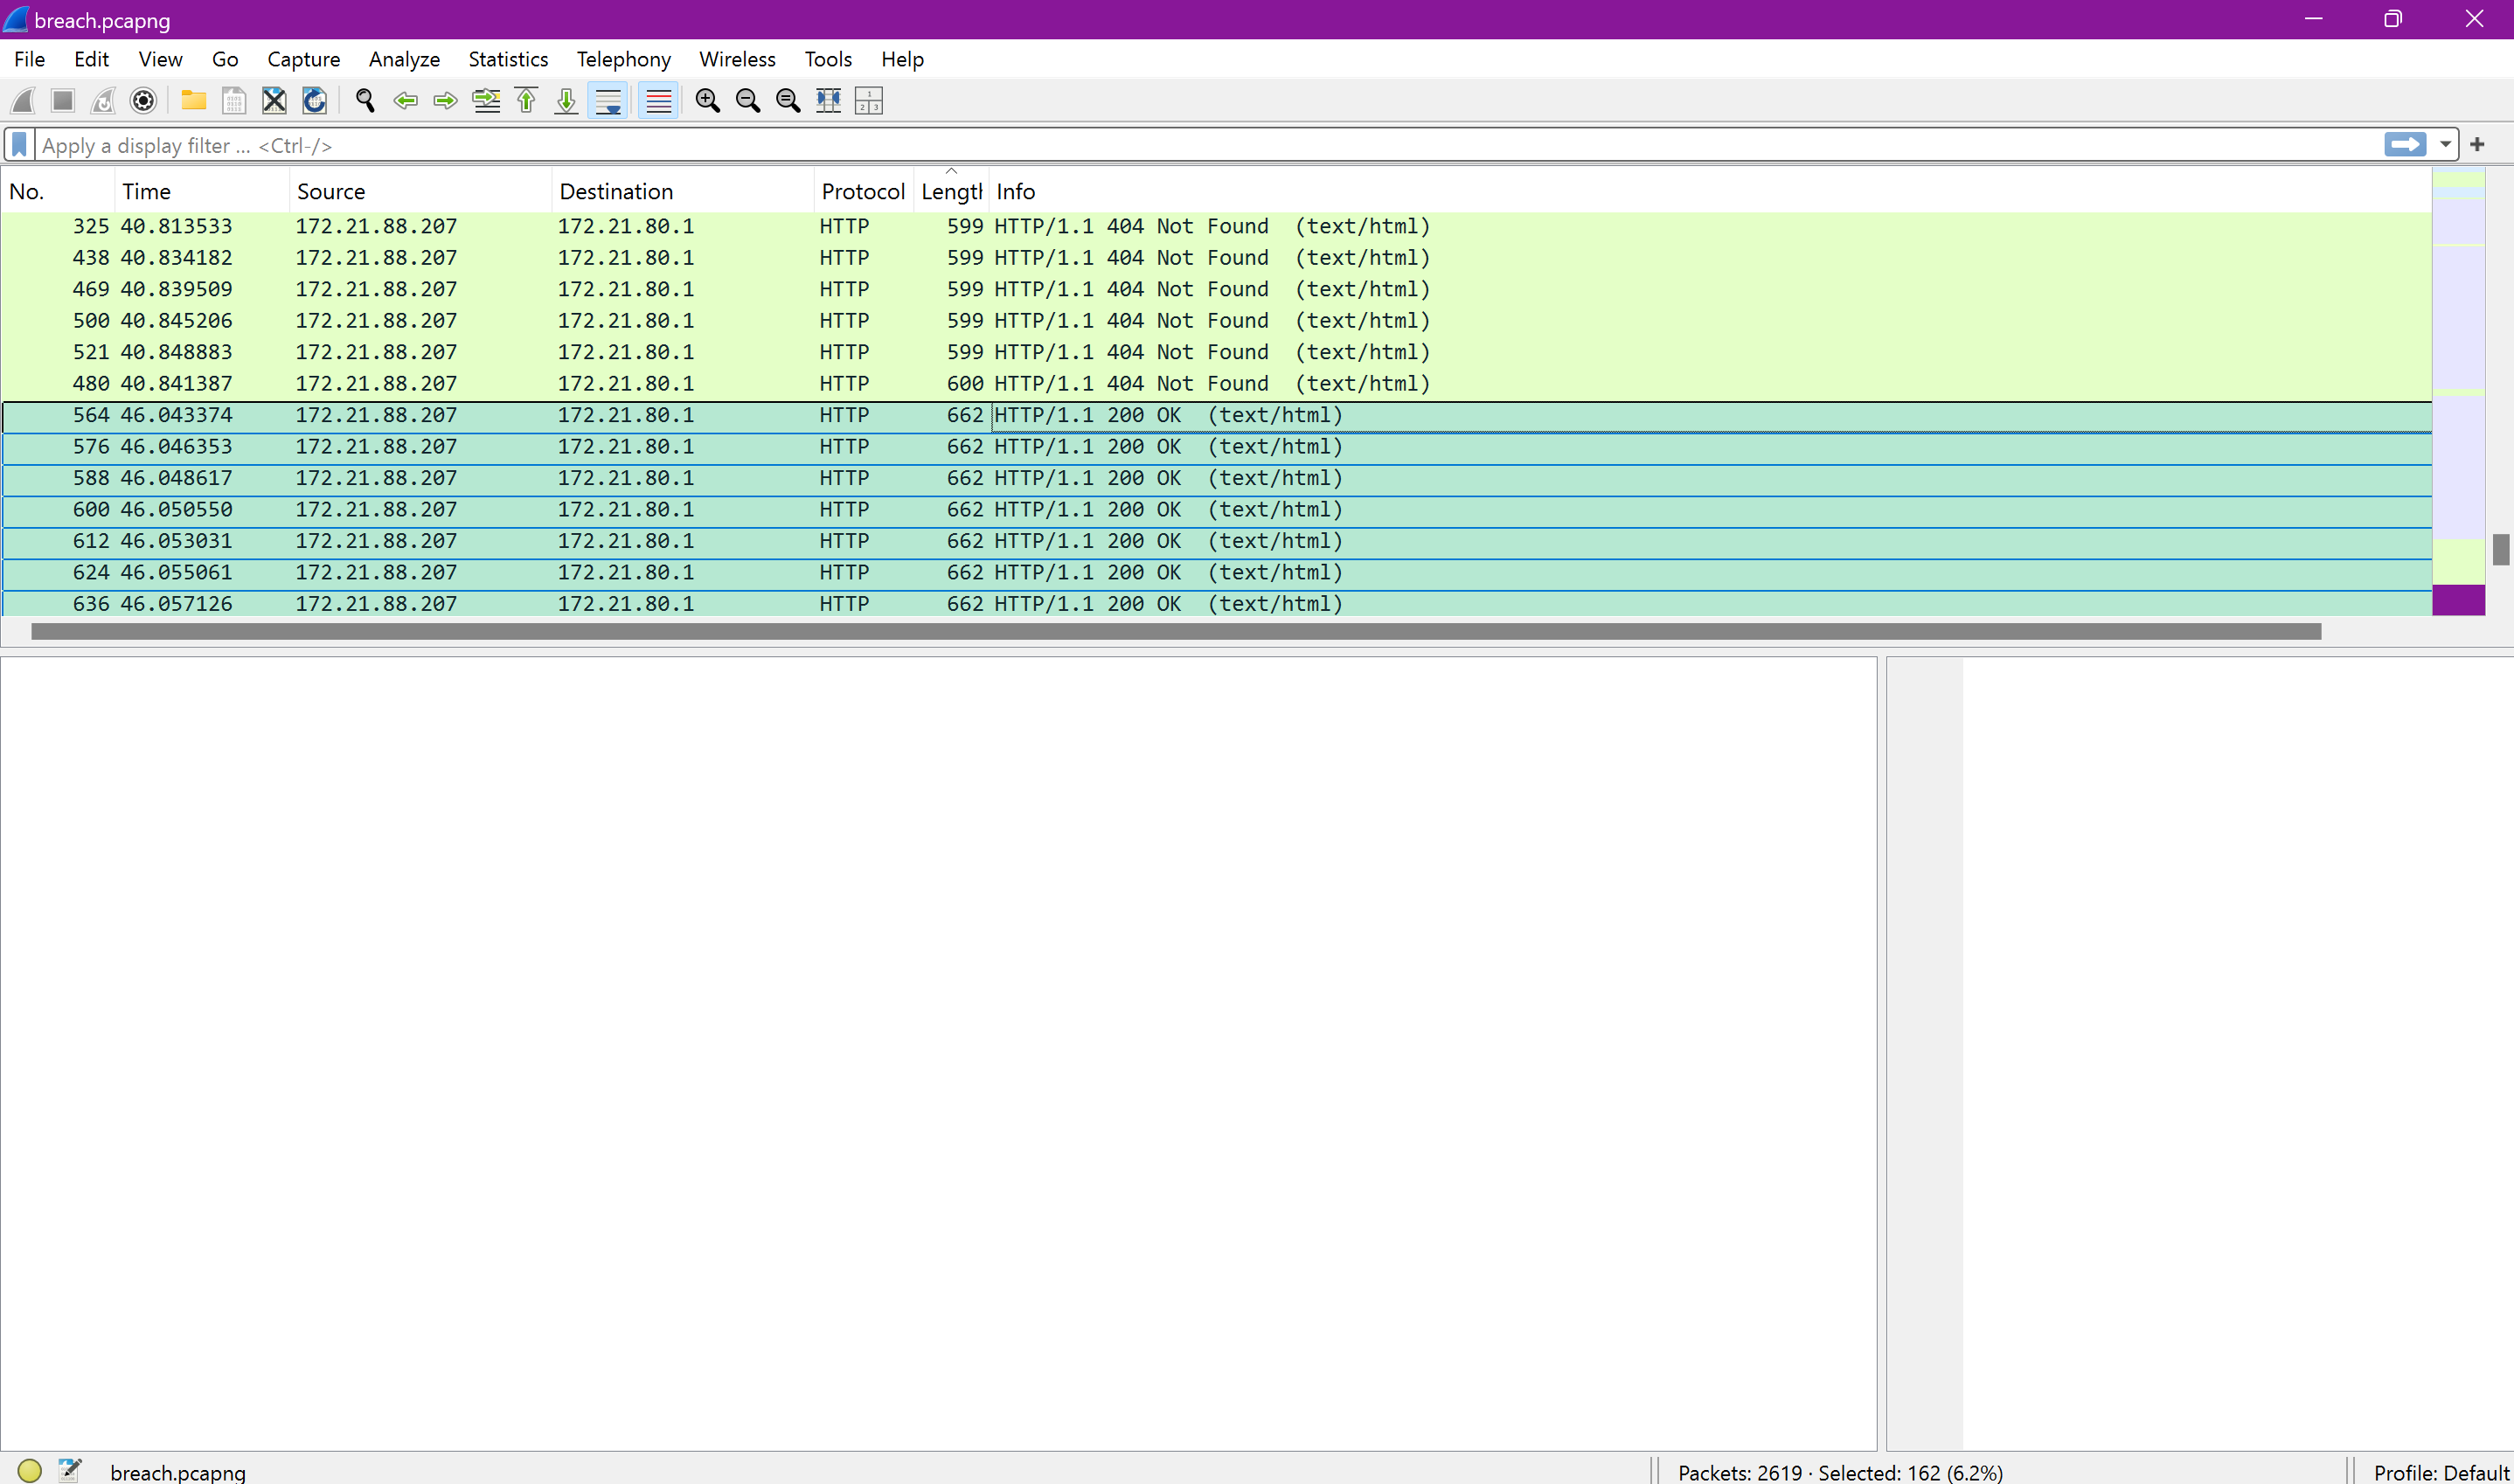 breach.pcapng
File Edit View Go Capture Analyze Statistics Telephony Wireless Tools Help
Apply a display filter ... <Ctrl-/>
No. Time Source Destination Protocol Length Info
325 40.813533 172.21.88.207 172.21.80.1 HTTP 599 HTTP/1.1 404 Not Found (text/html)
438 40.834182 172.21.88.207 172.21.80.1 HTTP 599 HTTP/1.1 404 Not Found (text/html)
469 40.839509 172.21.88.207 172.21.80.1 HTTP 599 HTTP/1.1 404 Not Found (text/html)
500 40.845206 172.21.88.207 172.21.80.1 HTTP 599 HTTP/1.1 404 Not Found (text/html)
521 40.848883 172.21.88.207 172.21.80.1 HTTP 599 HTTP/1.1 404 Not Found (text/html)
480 40.841387 172.21.88.207 172.21.80.1 HTTP 600 HTTP/1.1 404 Not Found (text/html)
564 46.043374 172.21.88.207 172.21.80.1 HTTP 662 HTTP/1.1 200 OK (text/html)
576 46.046353 172.21.88.207 172.21.80.1 HTTP 662 HTTP/1.1 200 OK (text/html)
588 46.048617 172.21.88.207 172.21.80.1 HTTP 662 HTTP/1.1 200 OK (text/html)
600 46.050550 172.21.88.207 172.21.80.1 HTTP 662 HTTP/1.1 200 OK (text/html)
612 46.053031 172.21.88.207 172.21.80.1 HTTP 662 HTTP/1.1 200 OK (text/html)
624 46.055061 172.21.88.207 172.21.80.1 HTTP 662 HTTP/1.1 200 OK (text/html)
636 46.057126 172.21.88.207 172.21.80.1 HTTP 662 HTTP/1.1 200 OK (text/html)
breach.pcapng Packets: 2619 · Selected: 162 (6.2%) Profile: Default